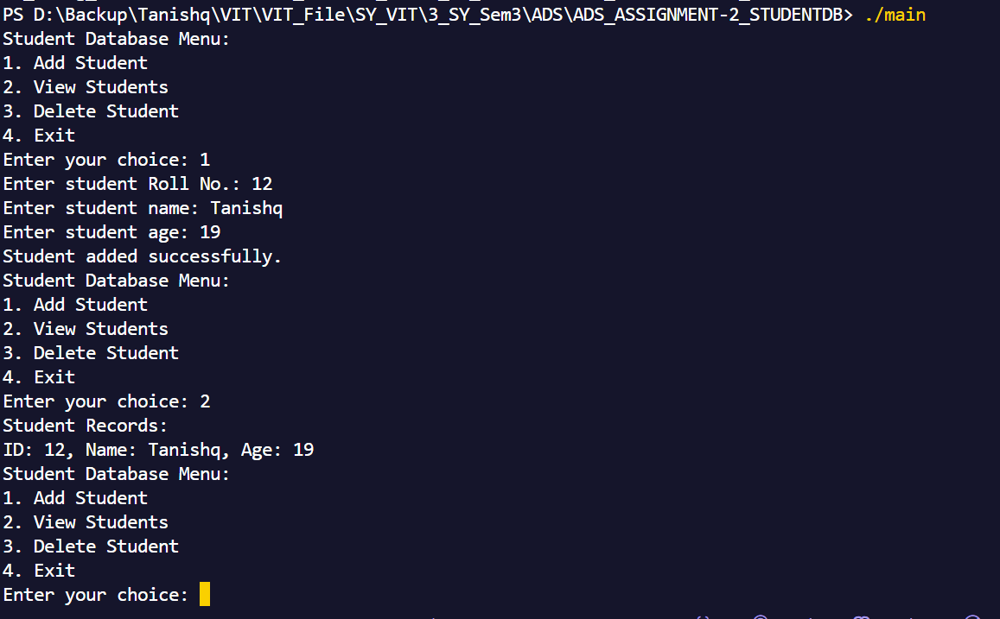 PS D:\Backup\Tanishq\VIT\VIT_File\SY_VIT\3_SY_Sem3\ADS\ADS_ASSIGNMENT-2_STUDENTDB> ./main
Student Database Menu:
1. Add Student
2. View Students
3. Delete Student
4. Exit
Enter your choice: 1
Enter student Roll No.: 12
Enter student name: Tanishq
Enter student age: 19
Student added successfully.
Student Database Menu:
1. Add Student
2. View Students
3. Delete Student
4. Exit
Enter your choice: 2
Student Records:
ID: 12, Name: Tanishq, Age: 19
Student Database Menu:
1. Add Student
2. View Students
3. Delete Student
4. Exit
Enter your choice: